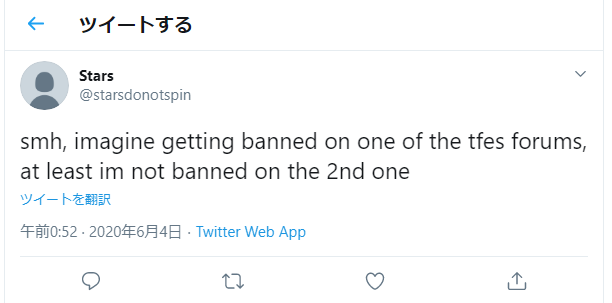 ツイートする
Stars
@starsdonotspin
smh, imagine getting banned on one of the tfes forums,
at least im not banned on the 2nd one
ツイートを翻訳
午前0:52 · 2020年6月4日 · Twitter Web App